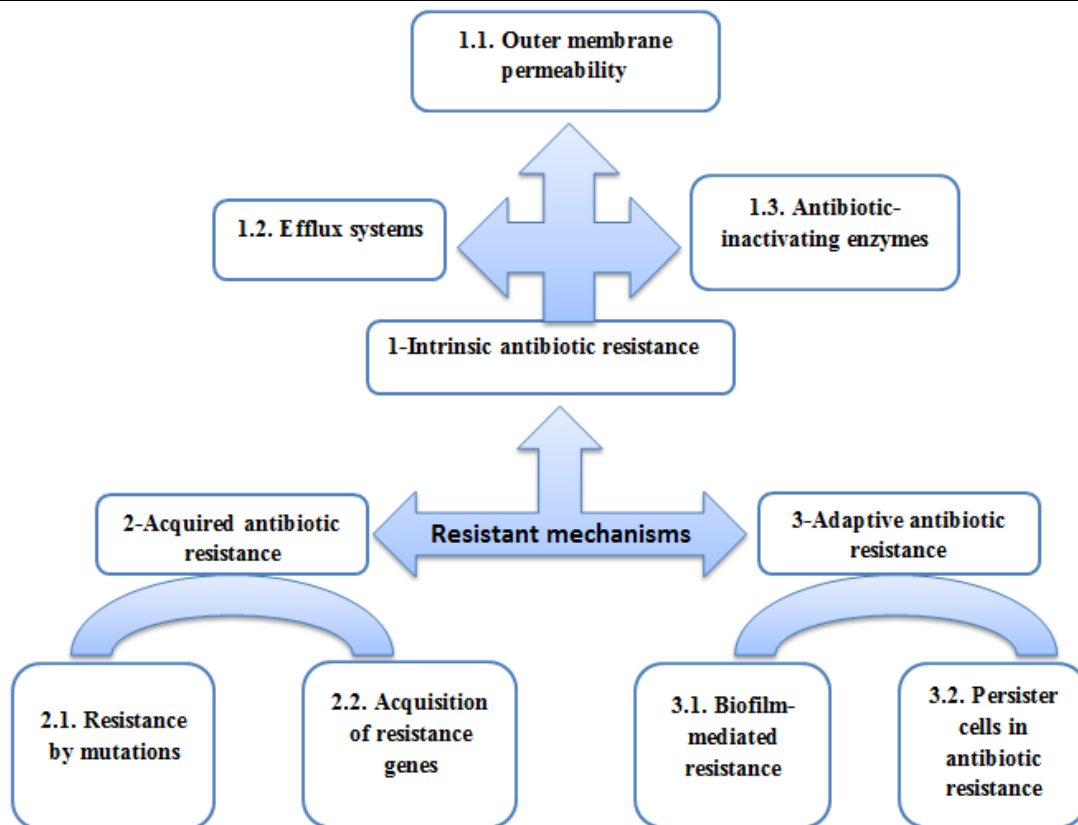 1.1. Outer membrane
permeability
1.2. Efflux systems
1.3. Antibiotic-
inactivating enzymes
1-Intrinsic antibiotic resistance
2-Acquired antibiotic
resistance
Resistant mechanisms
3-Adaptive antibiotic
resistance
2.1. Resistance
by mutations
2.2. Acquisition
of resistance
genes
3.1. Biofilm-
mediated
resistance
3.2. Persister
cells in
antibiotic
resistance